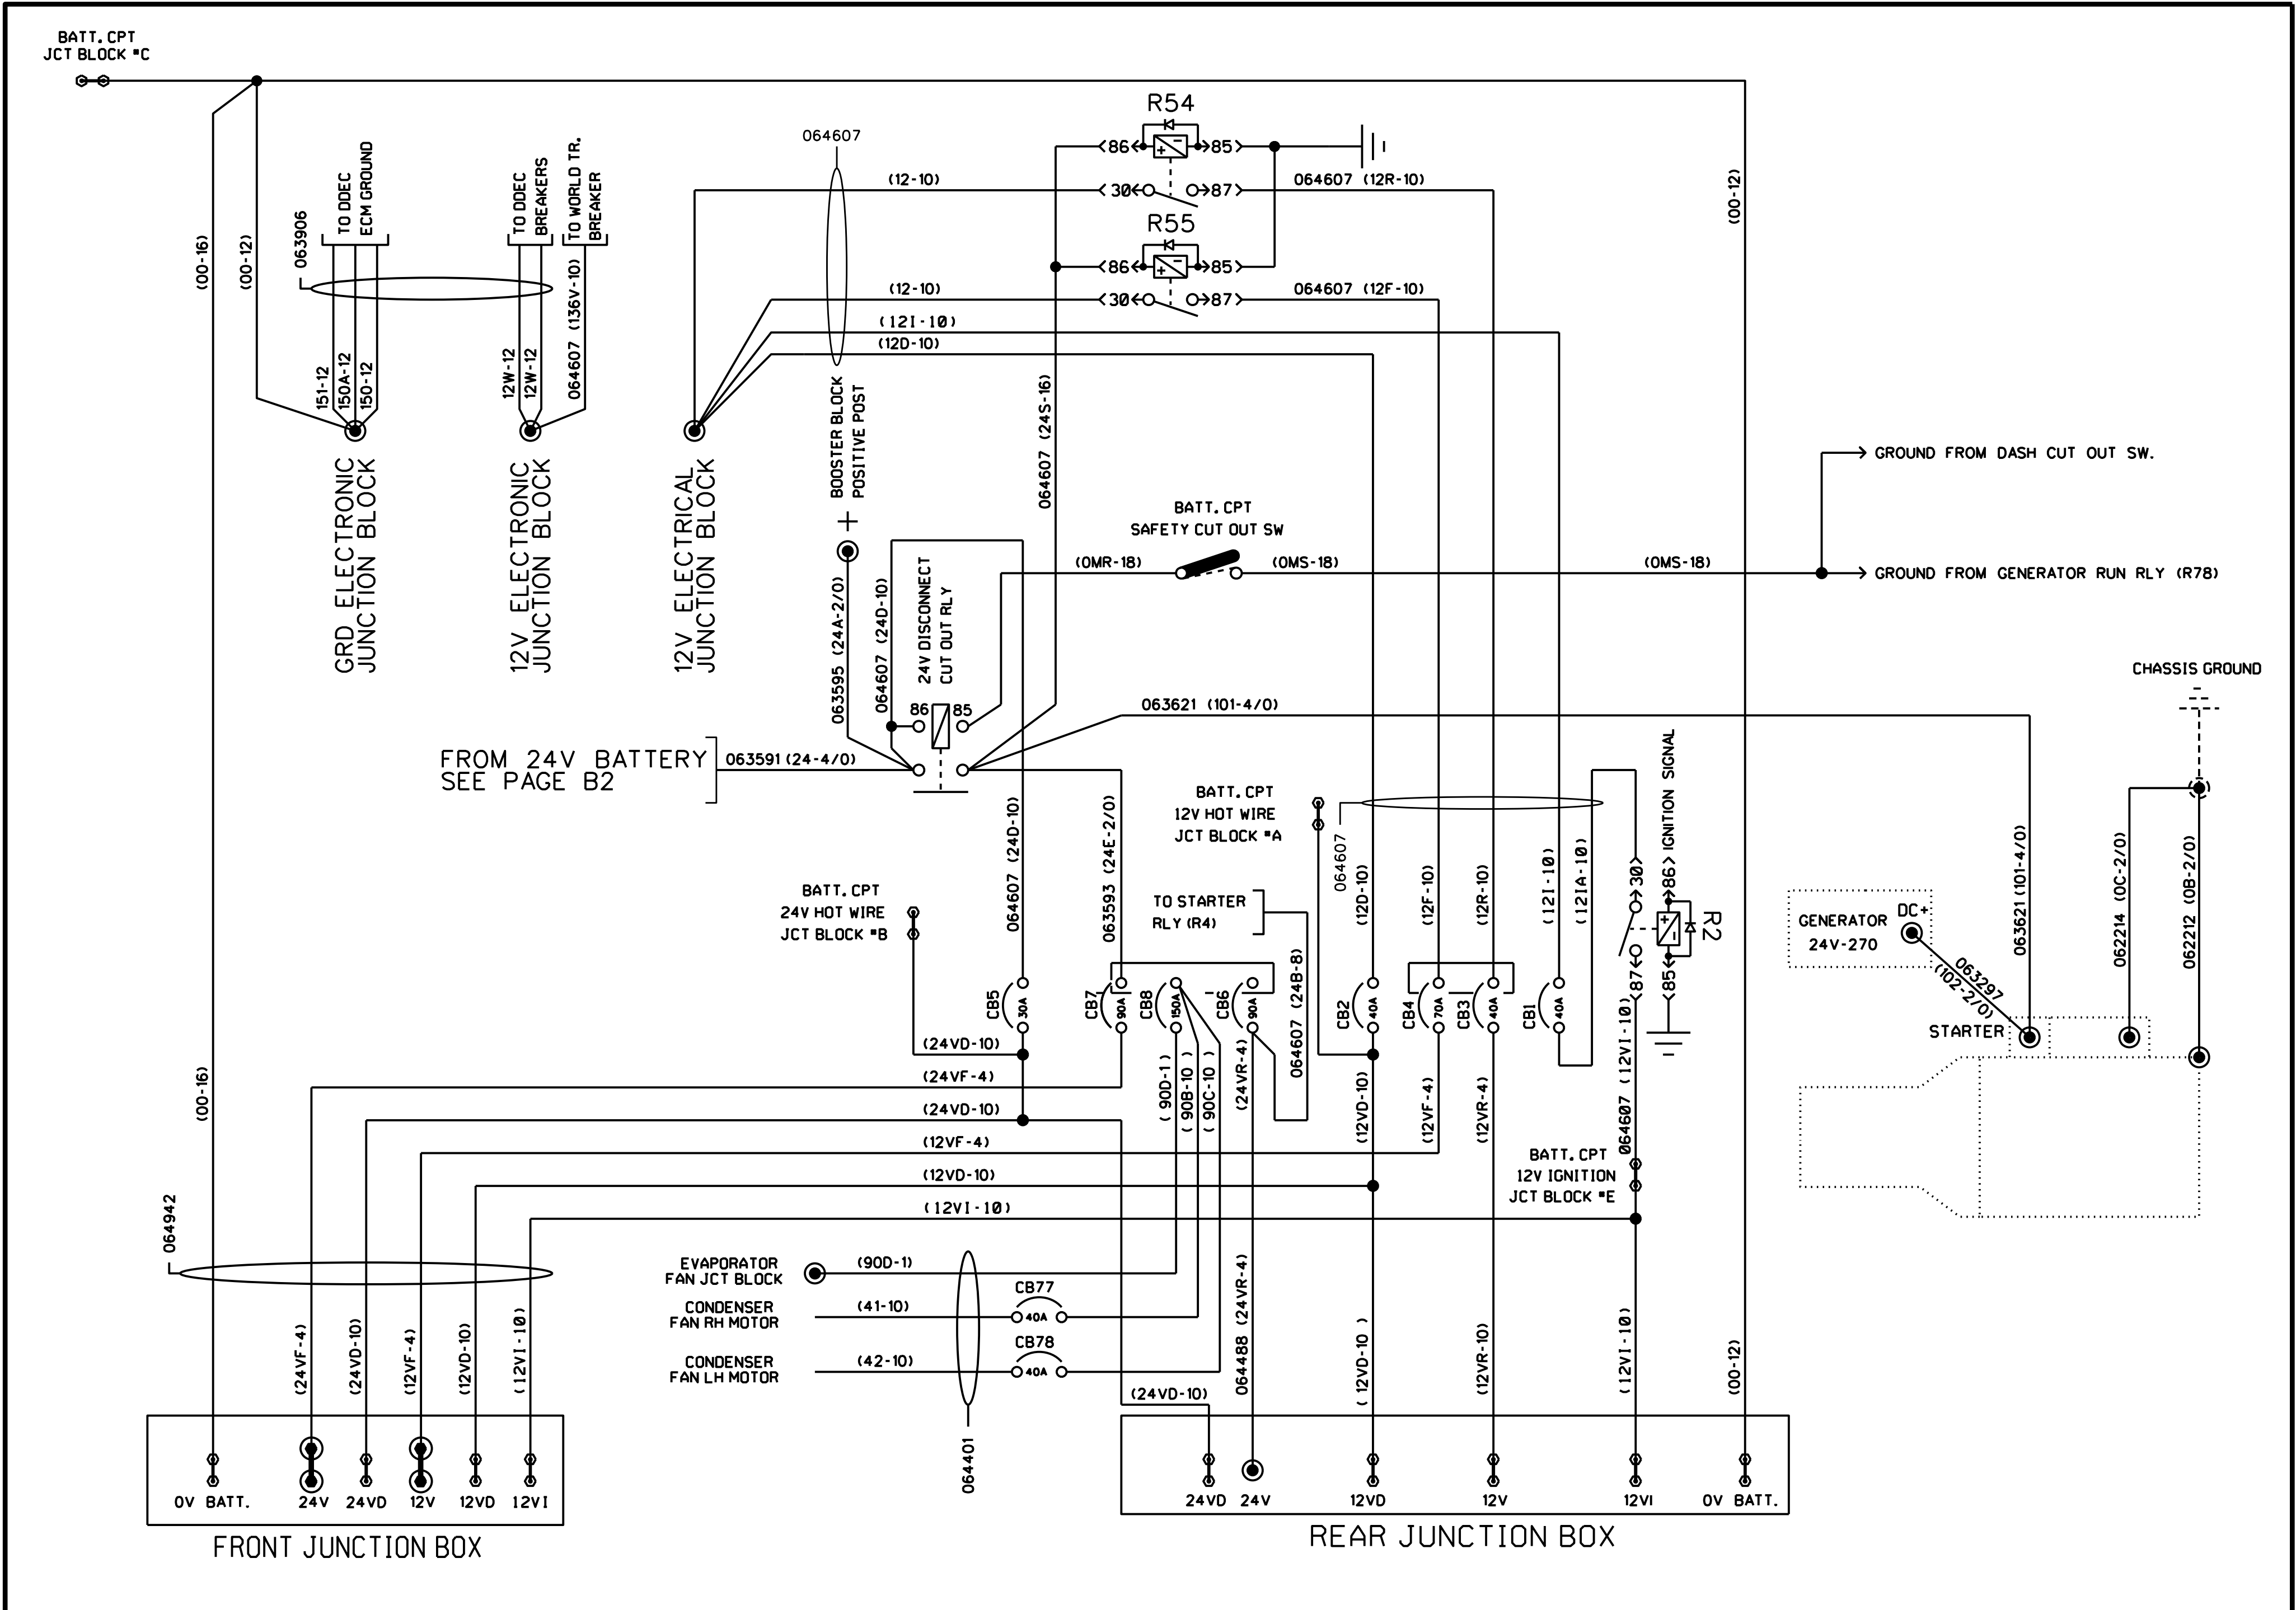 BATT. CPT
JCT BLOCK "C
(00-16)
(00-12)
063906
TO DDEC
ECM GROUND
TO DDEC
BREAKERS
TO WORLD TR.
BREAKER
151-12
150A-12
150-12
12W-12
12W-12
064607 (136V-10)
GRD ELECTRONIC
JUNCTION BLOCK
12V ELECTRONIC
JUNCTION BLOCK
12V ELECTRICAL
JUNCTION BLOCK
064607
(12-10)
(12-10)
(12I-10)
(12D-10)
R54
86
+ -
85
30
87
064607 (12R-10)
R55
86
+ -
85
30
87
064607 (12F-10)
(00-12)
BOOSTER BLOCK
POSITIVE POST
+
063595 (24A-2/0)
064607 (24D-10)
24V DISCONNECT
CUT OUT RLY
86
85
064607 (24S-16)
BATT. CPT
SAFETY CUT OUT SW
(0MR-18)
(0MS-18)
(0MS-18)
GROUND FROM DASH CUT OUT SW.
GROUND FROM GENERATOR RUN RLY (R78)
CHASSIS GROUND
FROM 24V BATTERY
SEE PAGE B2
063591 (24-4/0)
063621 (101-4/0)
BATT. CPT
12V HOT WIRE
JCT BLOCK "A
064607
IGNITION SIGNAL
BATT. CPT
24V HOT WIRE
JCT BLOCK "B
064607 (24D-10)
063593 (24E-2/0)
TO STARTER
RLY (R4)
064607 (24B-8)
(12D-10)
(12F-10)
(12R-10)
(12I-10)
(12IA-10)
30
86
+ -
R2
87
85
GENERATOR
24V-270
DC+
063297
(102-2/0)
063621 (101-4/0)
062214 (0C-2/0)
062212 (0B-2/0)
STARTER
CB5
30A
CB7
90A
CB8
150A
CB6
90A
CB2
40A
CB4
70A
CB3
40A
CB1
40A
(24VD-10)
(24VF-4)
(24VD-10)
(12VF-4)
(12VD-10)
(12VI-10)
(90D-1)
(90B-10)
(90C-10)
(24VR-4)
(12VD-10)
(12VF-4)
(12VR-4)
064607 (12VI-10)
BATT. CPT
12V IGNITION
JCT BLOCK "E
(00-16)
064942
EVAPORATOR
FAN JCT BLOCK
(90D-1)
CONDENSER
FAN RH MOTOR
(41-10)
CB77
40A
CONDENSER
FAN LH MOTOR
(42-10)
CB78
40A
064401
(24VD-10)
064488 (24VR-4)
(12VD-10)
(12VR-10)
(12VI-10)
(00-12)
(24VF-4)
(24VD-10)
(12VF-4)
(12VD-10)
(12VI-10)
0V BATT.
24V
24VD
12V
12VD
12VI
FRONT JUNCTION BOX
24VD
24V
12VD
12V
12VI
0V BATT.
REAR JUNCTION BOX